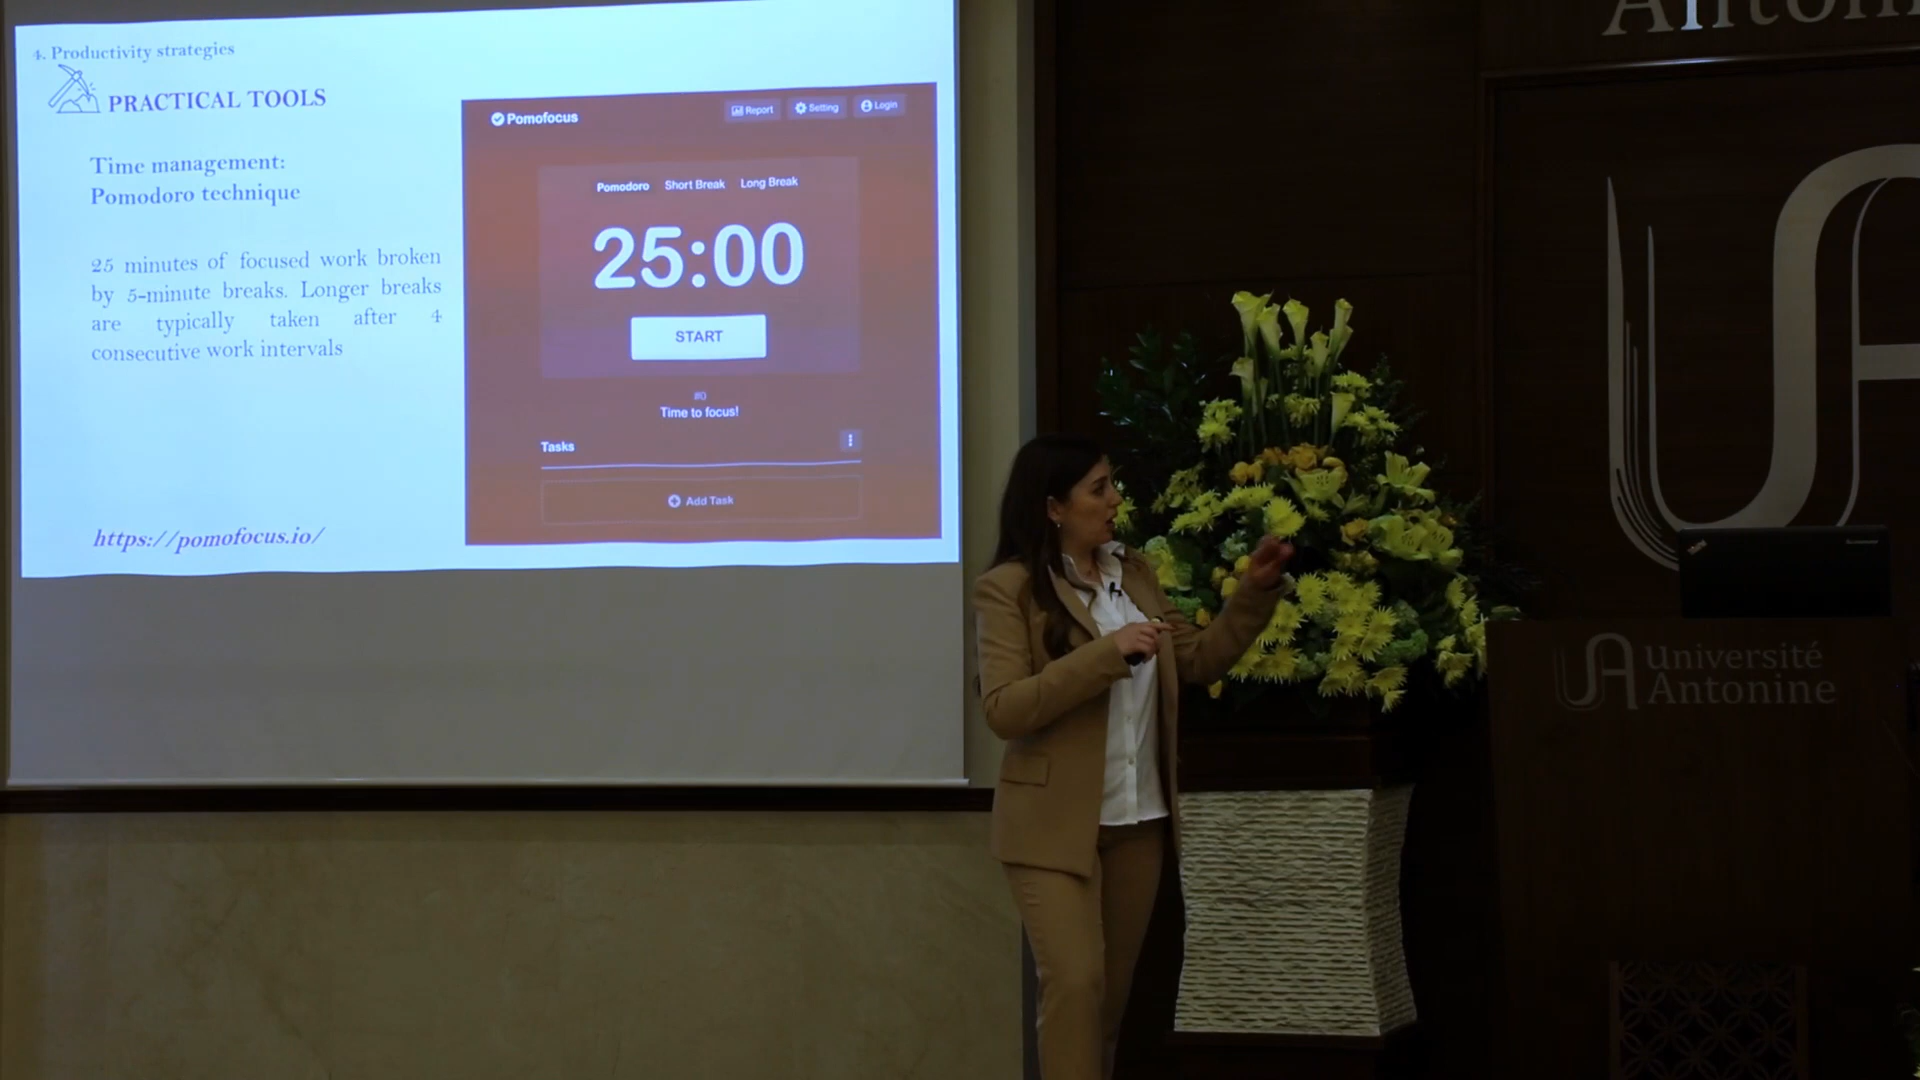 4. Productivity strategies
PRACTICAL TOOLS
Time management:
Pomodoro technique
25 minutes of focused work broken
by 5-minute breaks. Longer breaks
are typically taken after 4
consecutive work intervals
https://pomofocus.io/
Pomofocus
Report Setting Login
Pomodoro Short Break Long Break
25:00
START
#0
Time to focus!
Tasks
Add Task
UA
UA Université
Antonine